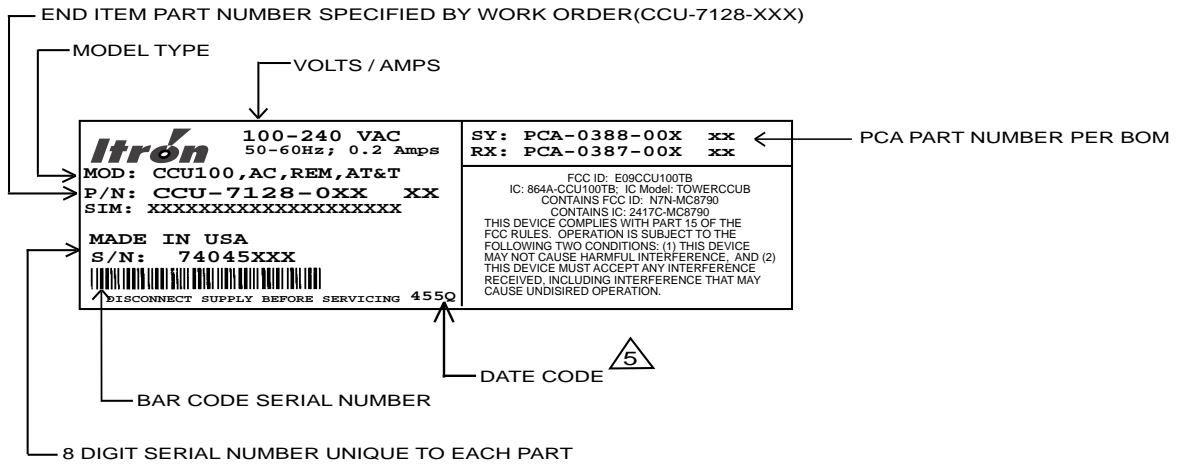 END ITEM PART NUMBER SPECIFIED BY WORK ORDER(CCU-7128-XXX)
MODEL TYPE
VOLTS / AMPS
Itrón
100-240 VAC
50-60Hz; 0.2 Amps
MOD: CCU100,AC,REM,AT&T
P/N: CCU-7128-0XX XX
SIM: XXXXXXXXXXXXXXXXXXXX
MADE IN USA
S/N: 74045XXX
DISCONNECT SUPPLY BEFORE SERVICING 455Q
SY: PCA-0388-00X xx
RX: PCA-0387-00X xx
PCA PART NUMBER PER BOM
FCC ID: E09CCU100TB
IC: 864A-CCU100TB; IC Model: TOWERCCUB
CONTAINS FCC ID: N7N-MC8790
CONTAINS IC: 2417C-MC8790
THIS DEVICE COMPLIES WITH PART 15 OF THE
FCC RULES. OPERATION IS SUBJECT TO THE
FOLLOWING TWO CONDITIONS: (1) THIS DEVICE
MAY NOT CAUSE HARMFUL INTERFERENCE, AND (2)
THIS DEVICE MUST ACCEPT ANY INTERFERENCE
RECEIVED, INCLUDING INTERFERENCE THAT MAY
CAUSE UNDISIRED OPERATION.
DATE CODE 5
BAR CODE SERIAL NUMBER
8 DIGIT SERIAL NUMBER UNIQUE TO EACH PART